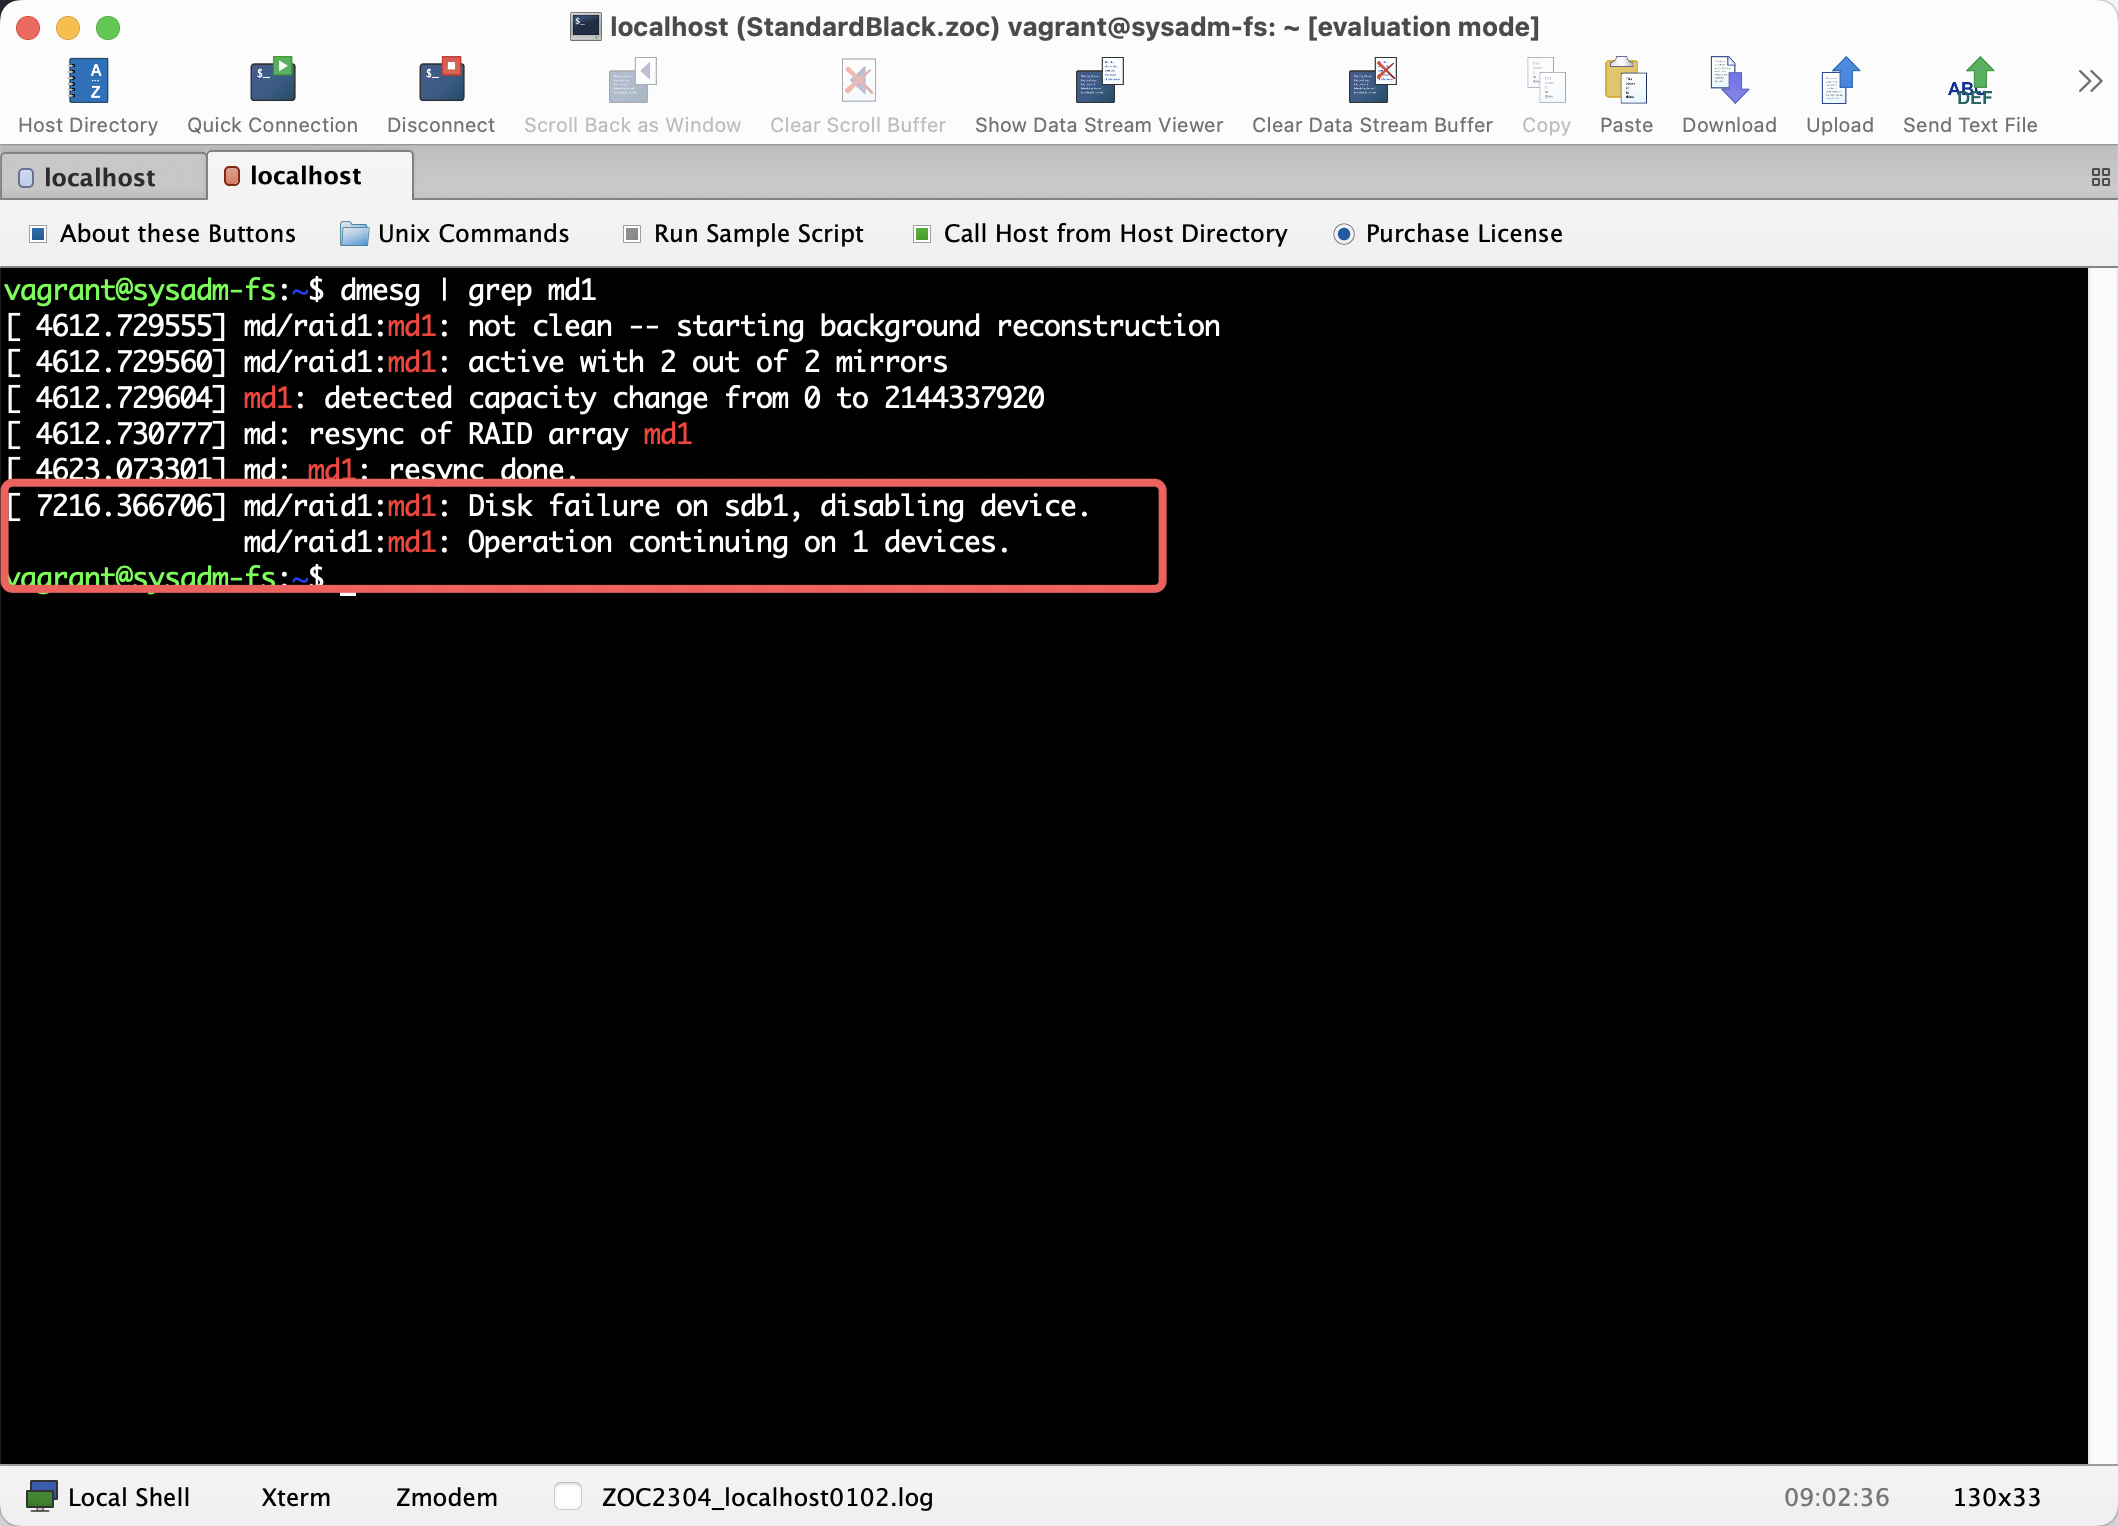 localhost (StandardBlack.zoc) vagrant@sysadm-fs: ~ [evaluation mode]
Host Directory Quick Connection Disconnect Scroll Back as Window Clear Scroll Buffer Show Data Stream Viewer Clear Data Stream Buffer Copy Paste Download Upload Send Text File
localhost localhost
About these Buttons Unix Commands Run Sample Script Call Host from Host Directory Purchase License
vagrant@sysadm-fs:~$ dmesg | grep md1
[ 4612.729555] md/raid1:md1: not clean -- starting background reconstruction
[ 4612.729560] md/raid1:md1: active with 2 out of 2 mirrors
[ 4612.729604] md1: detected capacity change from 0 to 2144337920
[ 4612.730777] md: resync of RAID array md1
[ 4623.073301] md: md1: resync done.
[ 7216.366706] md/raid1:md1: Disk failure on sdb1, disabling device.
md/raid1:md1: Operation continuing on 1 devices.
vagrant@sysadm-fs:~$
Local Shell Xterm Zmodem ZOC2304_localhost0102.log 09:02:36 130x33